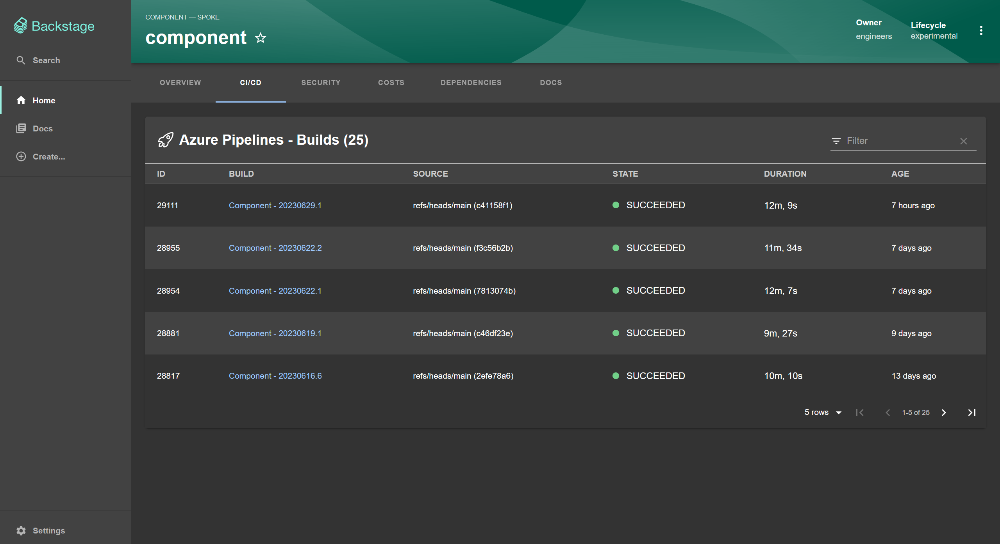 Backstage
Search
Home
Docs
Create...
Settings
COMPONENT — SPOKE
component
Owner
engineers
Lifecycle
experimental
OVERVIEW CI/CD SECURITY COSTS DEPENDENCIES DOCS
Azure Pipelines - Builds (25)
Filter
ID BUILD SOURCE STATE DURATION AGE
29111 Component - 20230629.1 refs/heads/main (c41158f1) SUCCEEDED 12m, 9s 7 hours ago
28955 Component - 20230622.2 refs/heads/main (f3c56b2b) SUCCEEDED 11m, 34s 7 days ago
28954 Component - 20230622.1 refs/heads/main (7813074b) SUCCEEDED 12m, 7s 7 days ago
28881 Component - 20230619.1 refs/heads/main (c46df23e) SUCCEEDED 9m, 27s 9 days ago
28817 Component - 20230616.6 refs/heads/main (2efe78a6) SUCCEEDED 10m, 10s 13 days ago
5 rows 1-5 of 25